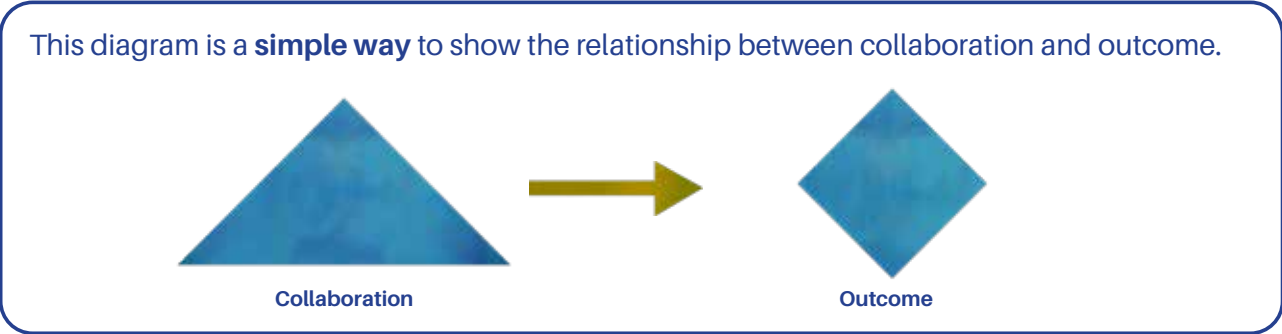 This diagram is a simple way to show the relationship between collaboration and outcome.
Collaboration
Outcome